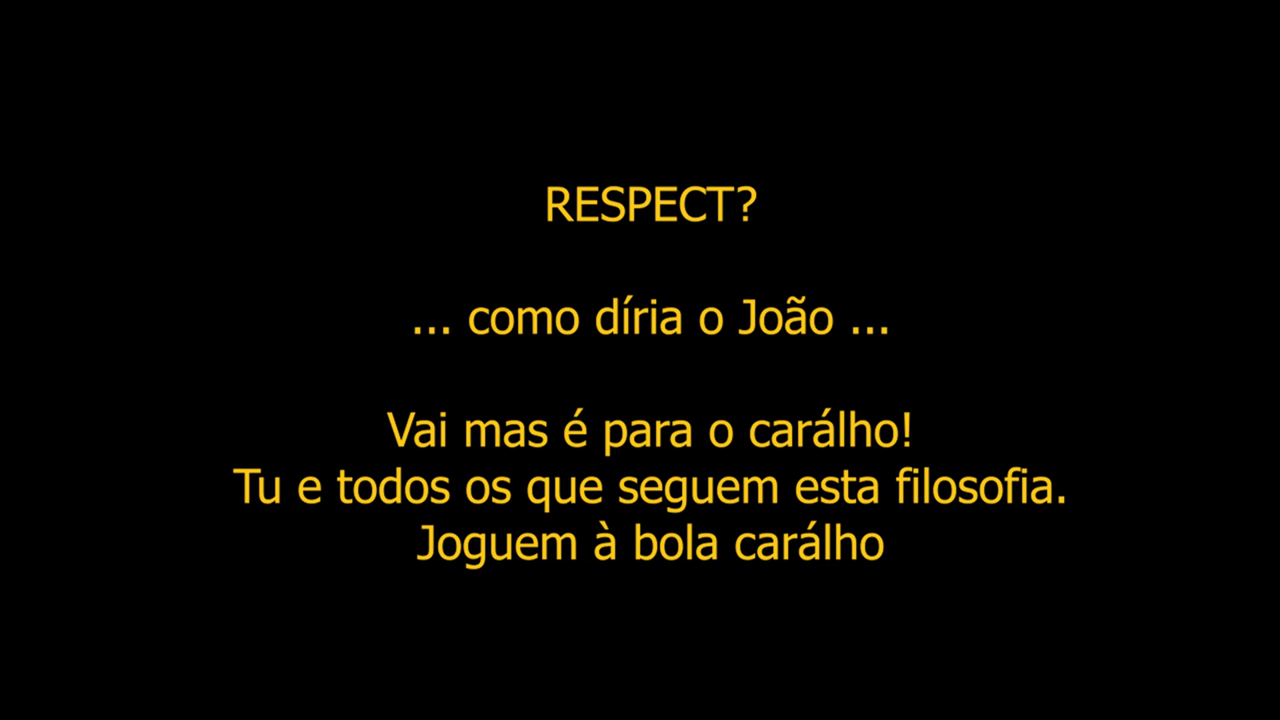 RESPECT?
... como díria o João ...
Vai mas é para o carálho!
Tu e todos os que seguem esta filosofia.
Joguem à bola carálho